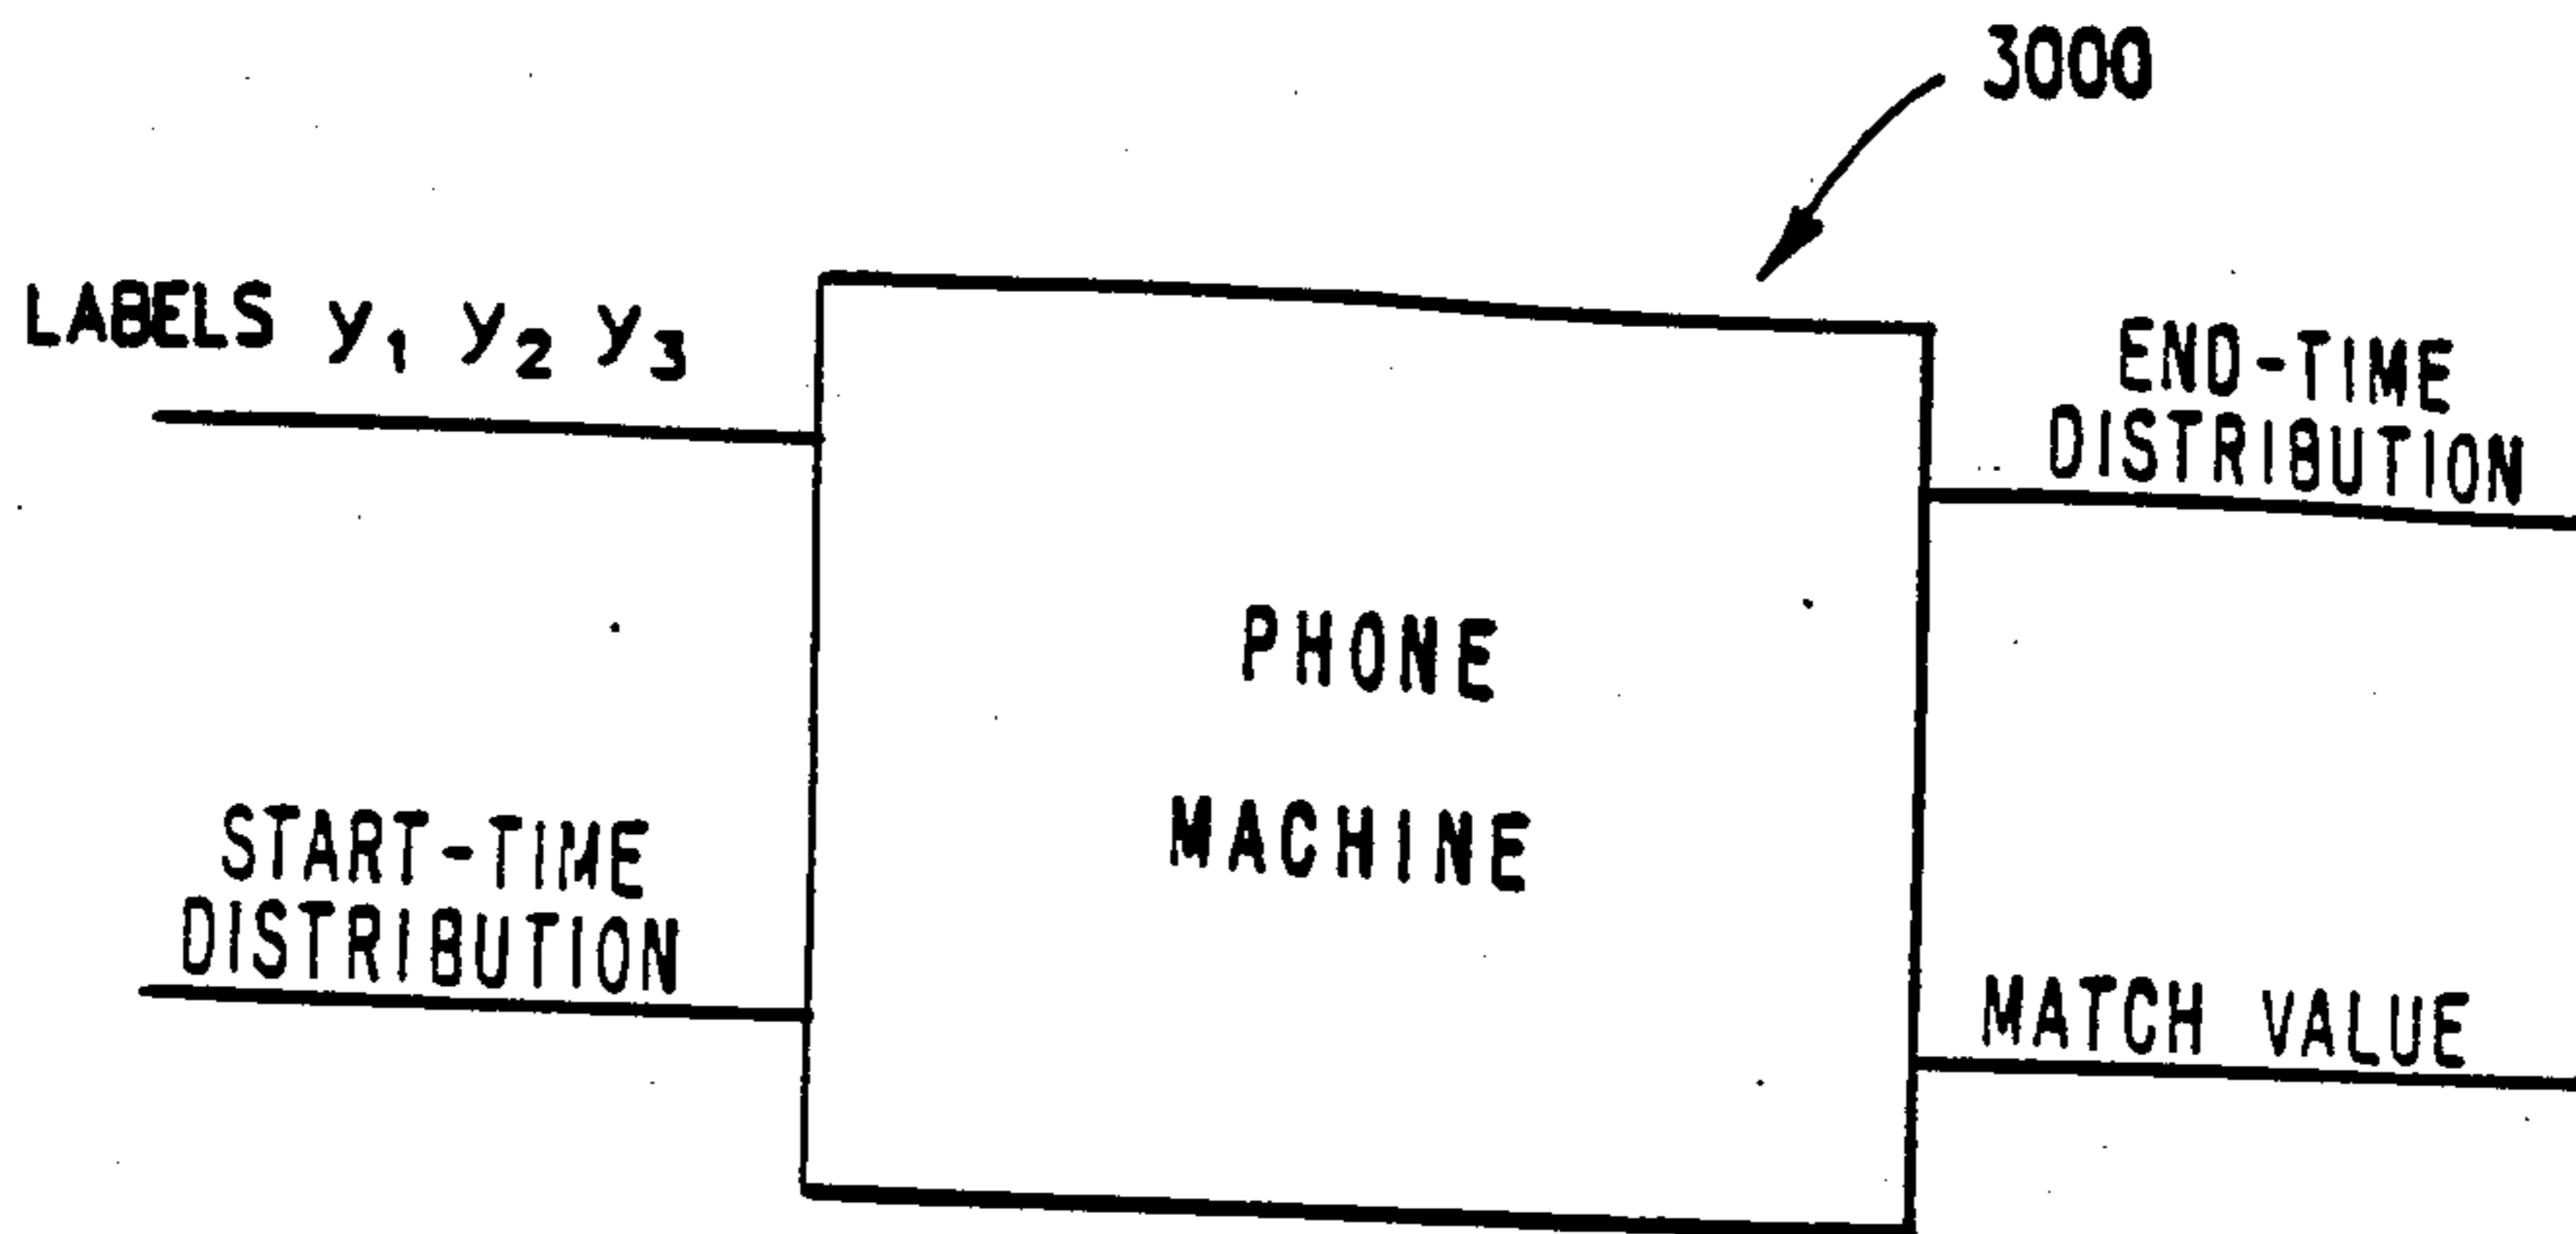 3000
LABELS y₁ y₂ y₃
END-TIME
DISTRIBUTION
PHONE
MACHINE
START-TIME
DISTRIBUTION
MATCH VALUE